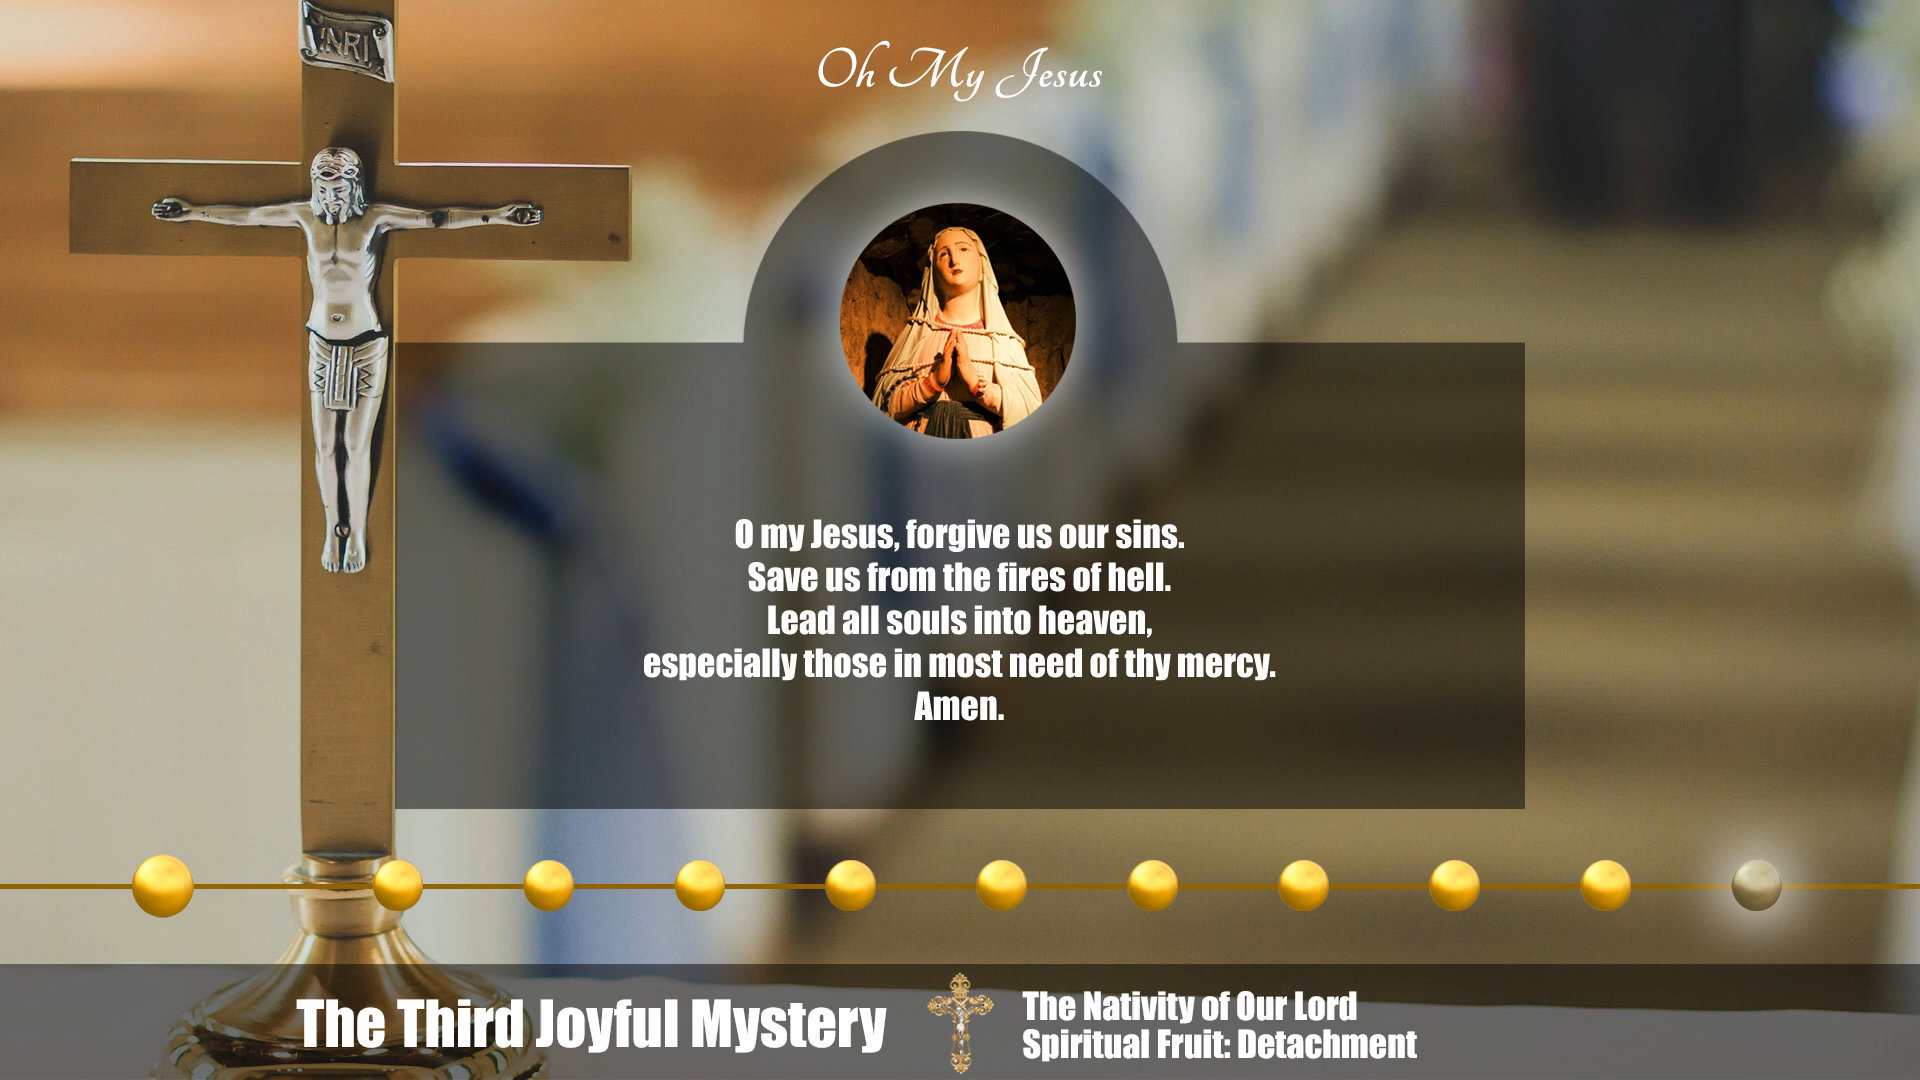 INRI
Oh My Jesus
O my Jesus, forgive us our sins.
Save us from the fires of hell.
Lead all souls into heaven,
especially those in most need of thy mercy.
Amen.
The Third Joyful Mystery
The Nativity of Our Lord
Spiritual Fruit: Detachment